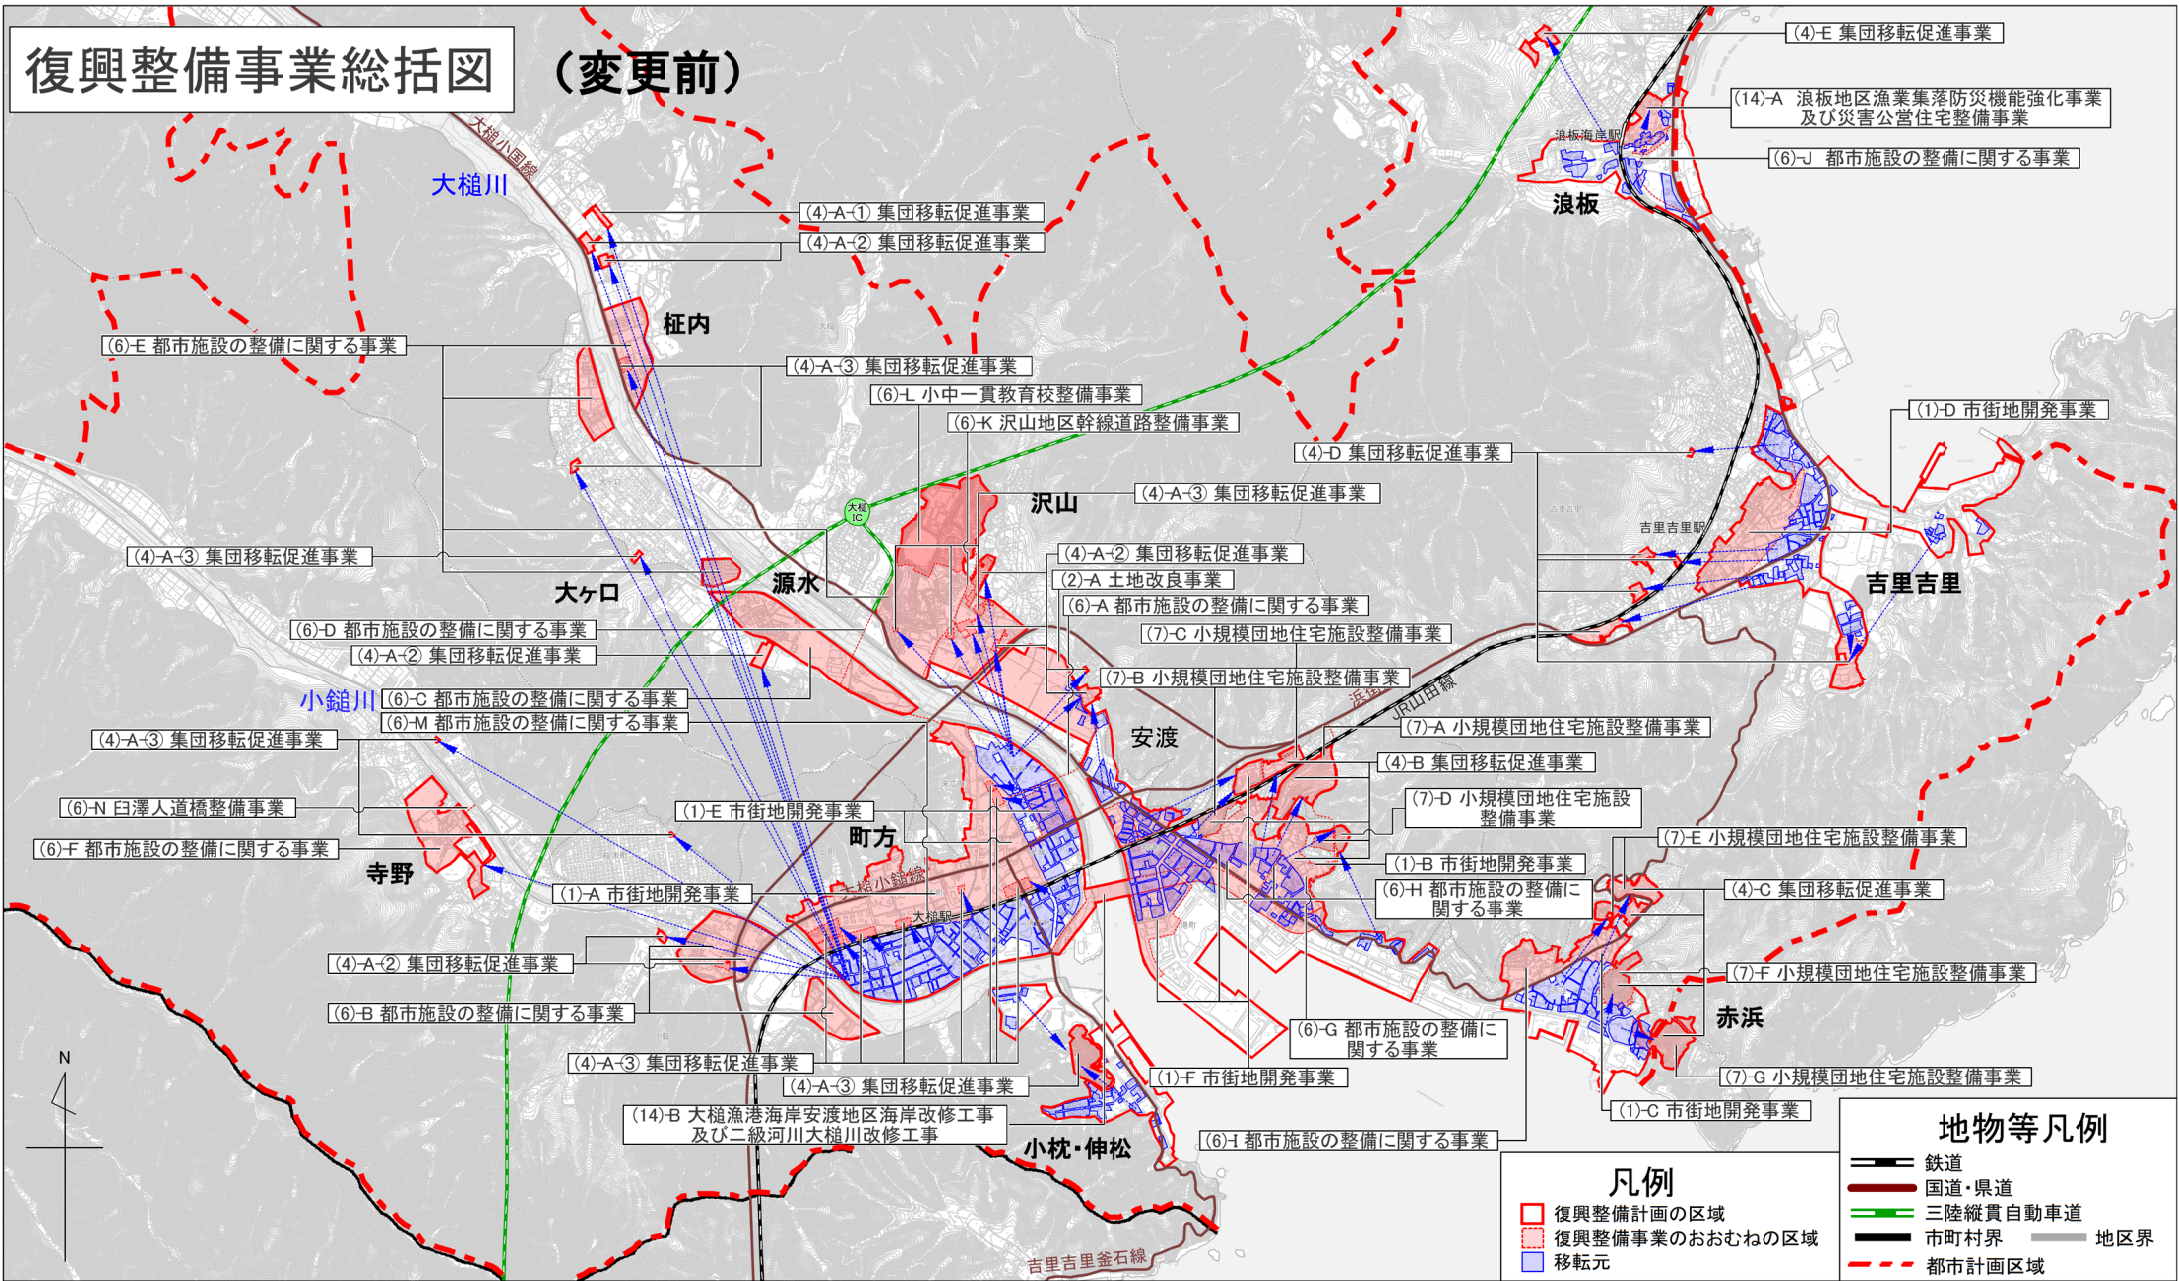 復興整備事業総括図
（変更前）
(4)-E 集団移転促進事業
(14)-A 浪板地区漁業集落防災機能強化事業
及び災害公営住宅整備事業
大槌小国線
浪板海岸駅
(6)-J 都市施設の整備に関する事業
大槌川
浪板
(4)-A-① 集団移転促進事業
(4)-A-② 集団移転促進事業
柾内
(6)-E 都市施設の整備に関する事業
(4)-A-③ 集団移転促進事業
(6)-L 小中一貫教育校整備事業
(1)-D 市街地開発事業
(6)-K 沢山地区幹線道路整備事業
(4)-D 集団移転促進事業
沢山
(4)-A-③ 集団移転促進事業
大槌
IC
吉里吉里駅
(4)-A-③ 集団移転促進事業
(4)-A-② 集団移転促進事業
源水
(2)-A 土地改良事業
吉里吉里
大ヶ口
(6)-A 都市施設の整備に関する事業
(6)-D 都市施設の整備に関する事業
(7)-C 小規模団地住宅施設整備事業
(4)-A-② 集団移転促進事業
(7)-B 小規模団地住宅施設整備事業
小鎚川
(6)-C 都市施設の整備に関する事業
JR山田線
(6)-M 都市施設の整備に関する事業
(7)-A 小規模団地住宅施設整備事業
(4)-A-③ 集団移転促進事業
安渡
(4)-B 集団移転促進事業
(6)-N 臼澤人道橋整備事業
(1)-E 市街地開発事業
(7)-D 小規模団地住宅施設
整備事業
町方
(7)-E 小規模団地住宅施設整備事業
(6)-F 都市施設の整備に関する事業
(1)-B 市街地開発事業
寺野
大槌小鎚線
(1)-A 市街地開発事業
(6)-H 都市施設の整備に
関する事業
(4)-C 集団移転促進事業
大槌駅
(4)-A-② 集団移転促進事業
(7)-F 小規模団地住宅施設整備事業
(6)-B 都市施設の整備に関する事業
赤浜
(6)-G 都市施設の整備に
関する事業
N
(4)-A-③ 集団移転促進事業
(4)-A-③ 集団移転促進事業
(1)-F 市街地開発事業
(7)-G 小規模団地住宅施設整備事業
(14)-B 大槌漁港海岸安渡地区海岸改修工事
及び二級河川大槌川改修工事
(1)-C 市街地開発事業
小枕・伸松
(6)-I 都市施設の整備に関する事業
吉里吉里釜石線
凡例
復興整備計画の区域
復興整備事業のおおむねの区域
移転元
地物等凡例
鉄道
国道・県道
三陸縦貫自動車道
市町村界
地区界
都市計画区域